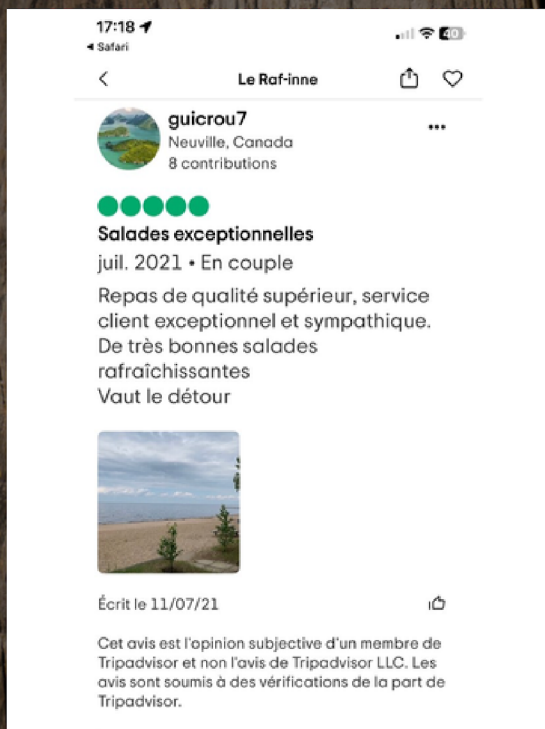 17:18
40
◀ Safari
Le Raf-inne
guicrou7
Neuville, Canada
8 contributions
Salades exceptionnelles
juil. 2021 • En couple
Repas de qualité supérieur, service
client exceptionnel et sympathique.
De très bonnes salades
rafraîchissantes
Vaut le détour
Écrit le 11/07/21
Cet avis est l'opinion subjective d'un membre de
Tripadvisor et non l'avis de Tripadvisor LLC. Les
avis sont soumis à des vérifications de la part de
Tripadvisor.